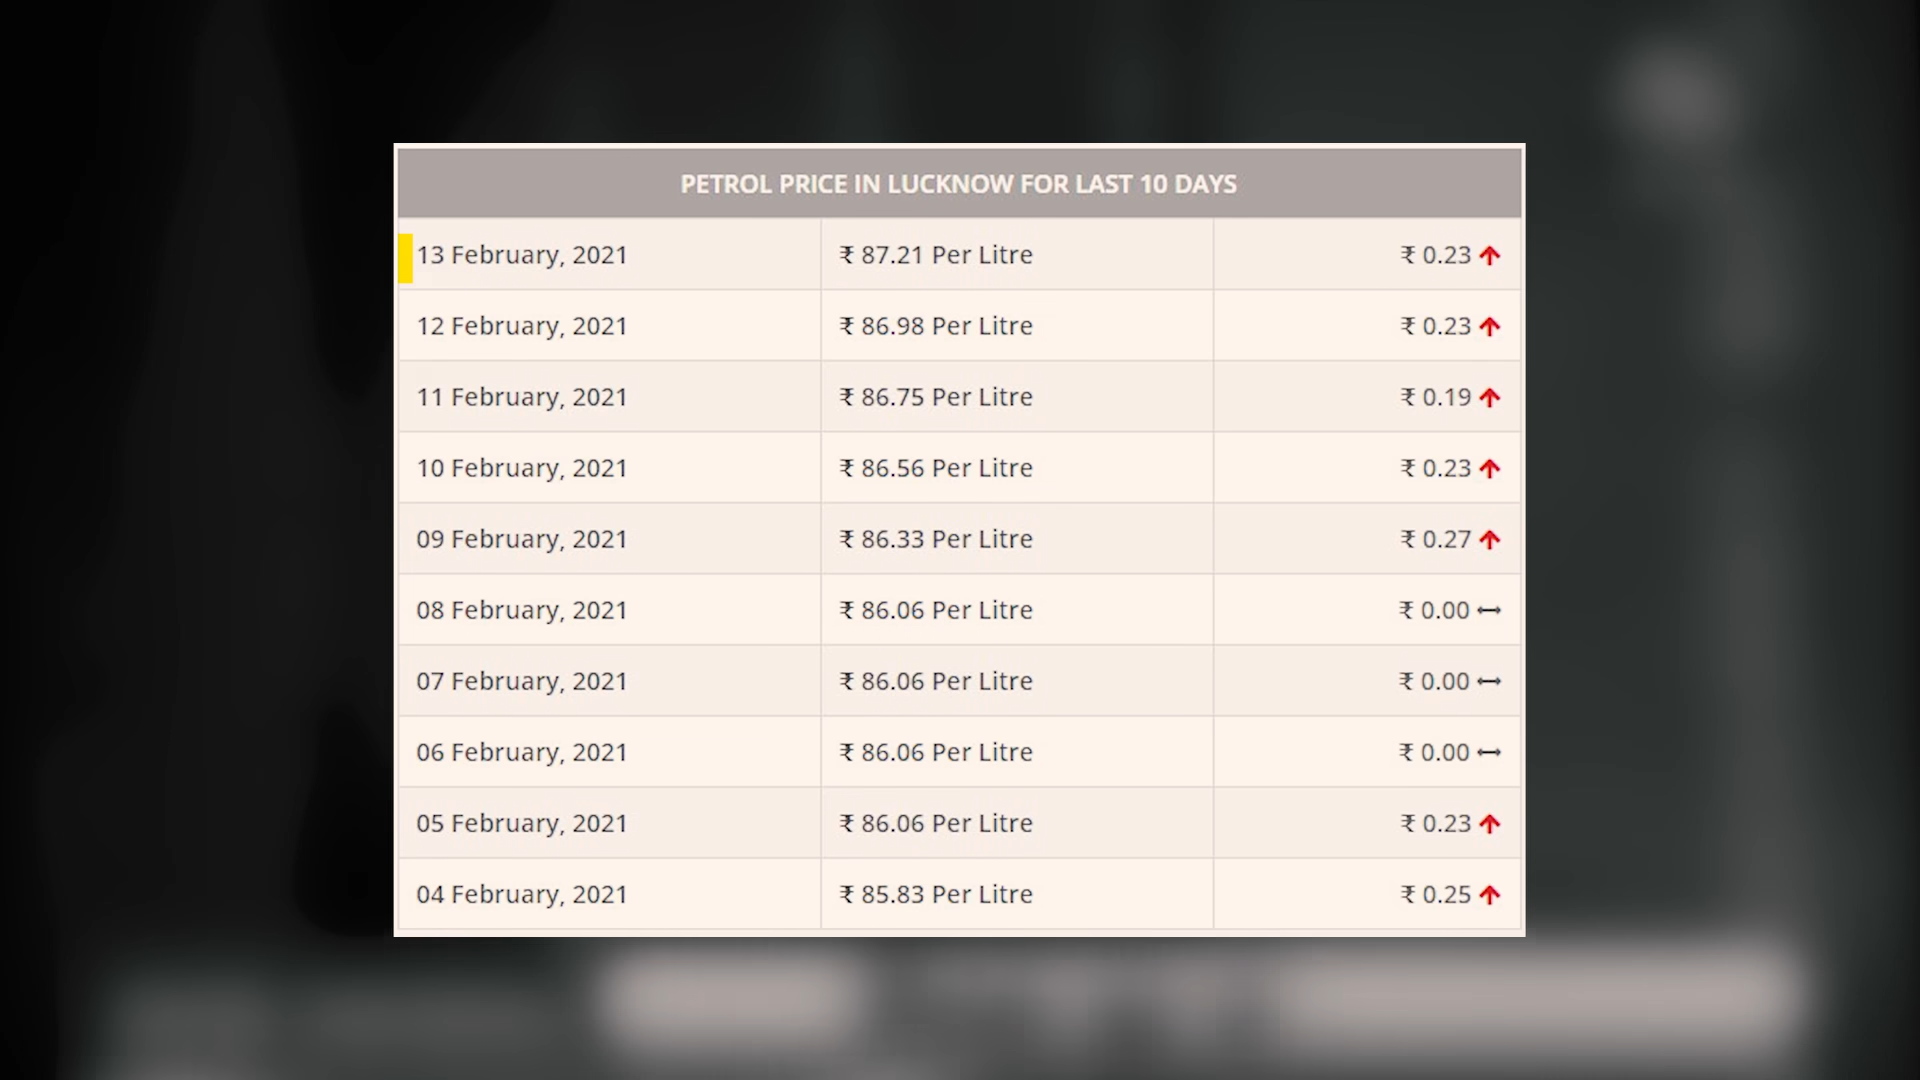 PETROL PRICE IN LUCKNOW FOR LAST 10 DAYS
13 February, 2021 ₹ 87.21 Per Litre ₹ 0.23 ↑
12 February, 2021 ₹ 86.98 Per Litre ₹ 0.23 ↑
11 February, 2021 ₹ 86.75 Per Litre ₹ 0.19 ↑
10 February, 2021 ₹ 86.56 Per Litre ₹ 0.23 ↑
09 February, 2021 ₹ 86.33 Per Litre ₹ 0.27 ↑
08 February, 2021 ₹ 86.06 Per Litre ₹ 0.00 ↔
07 February, 2021 ₹ 86.06 Per Litre ₹ 0.00 ↔
06 February, 2021 ₹ 86.06 Per Litre ₹ 0.00 ↔
05 February, 2021 ₹ 86.06 Per Litre ₹ 0.23 ↑
04 February, 2021 ₹ 85.83 Per Litre ₹ 0.25 ↑